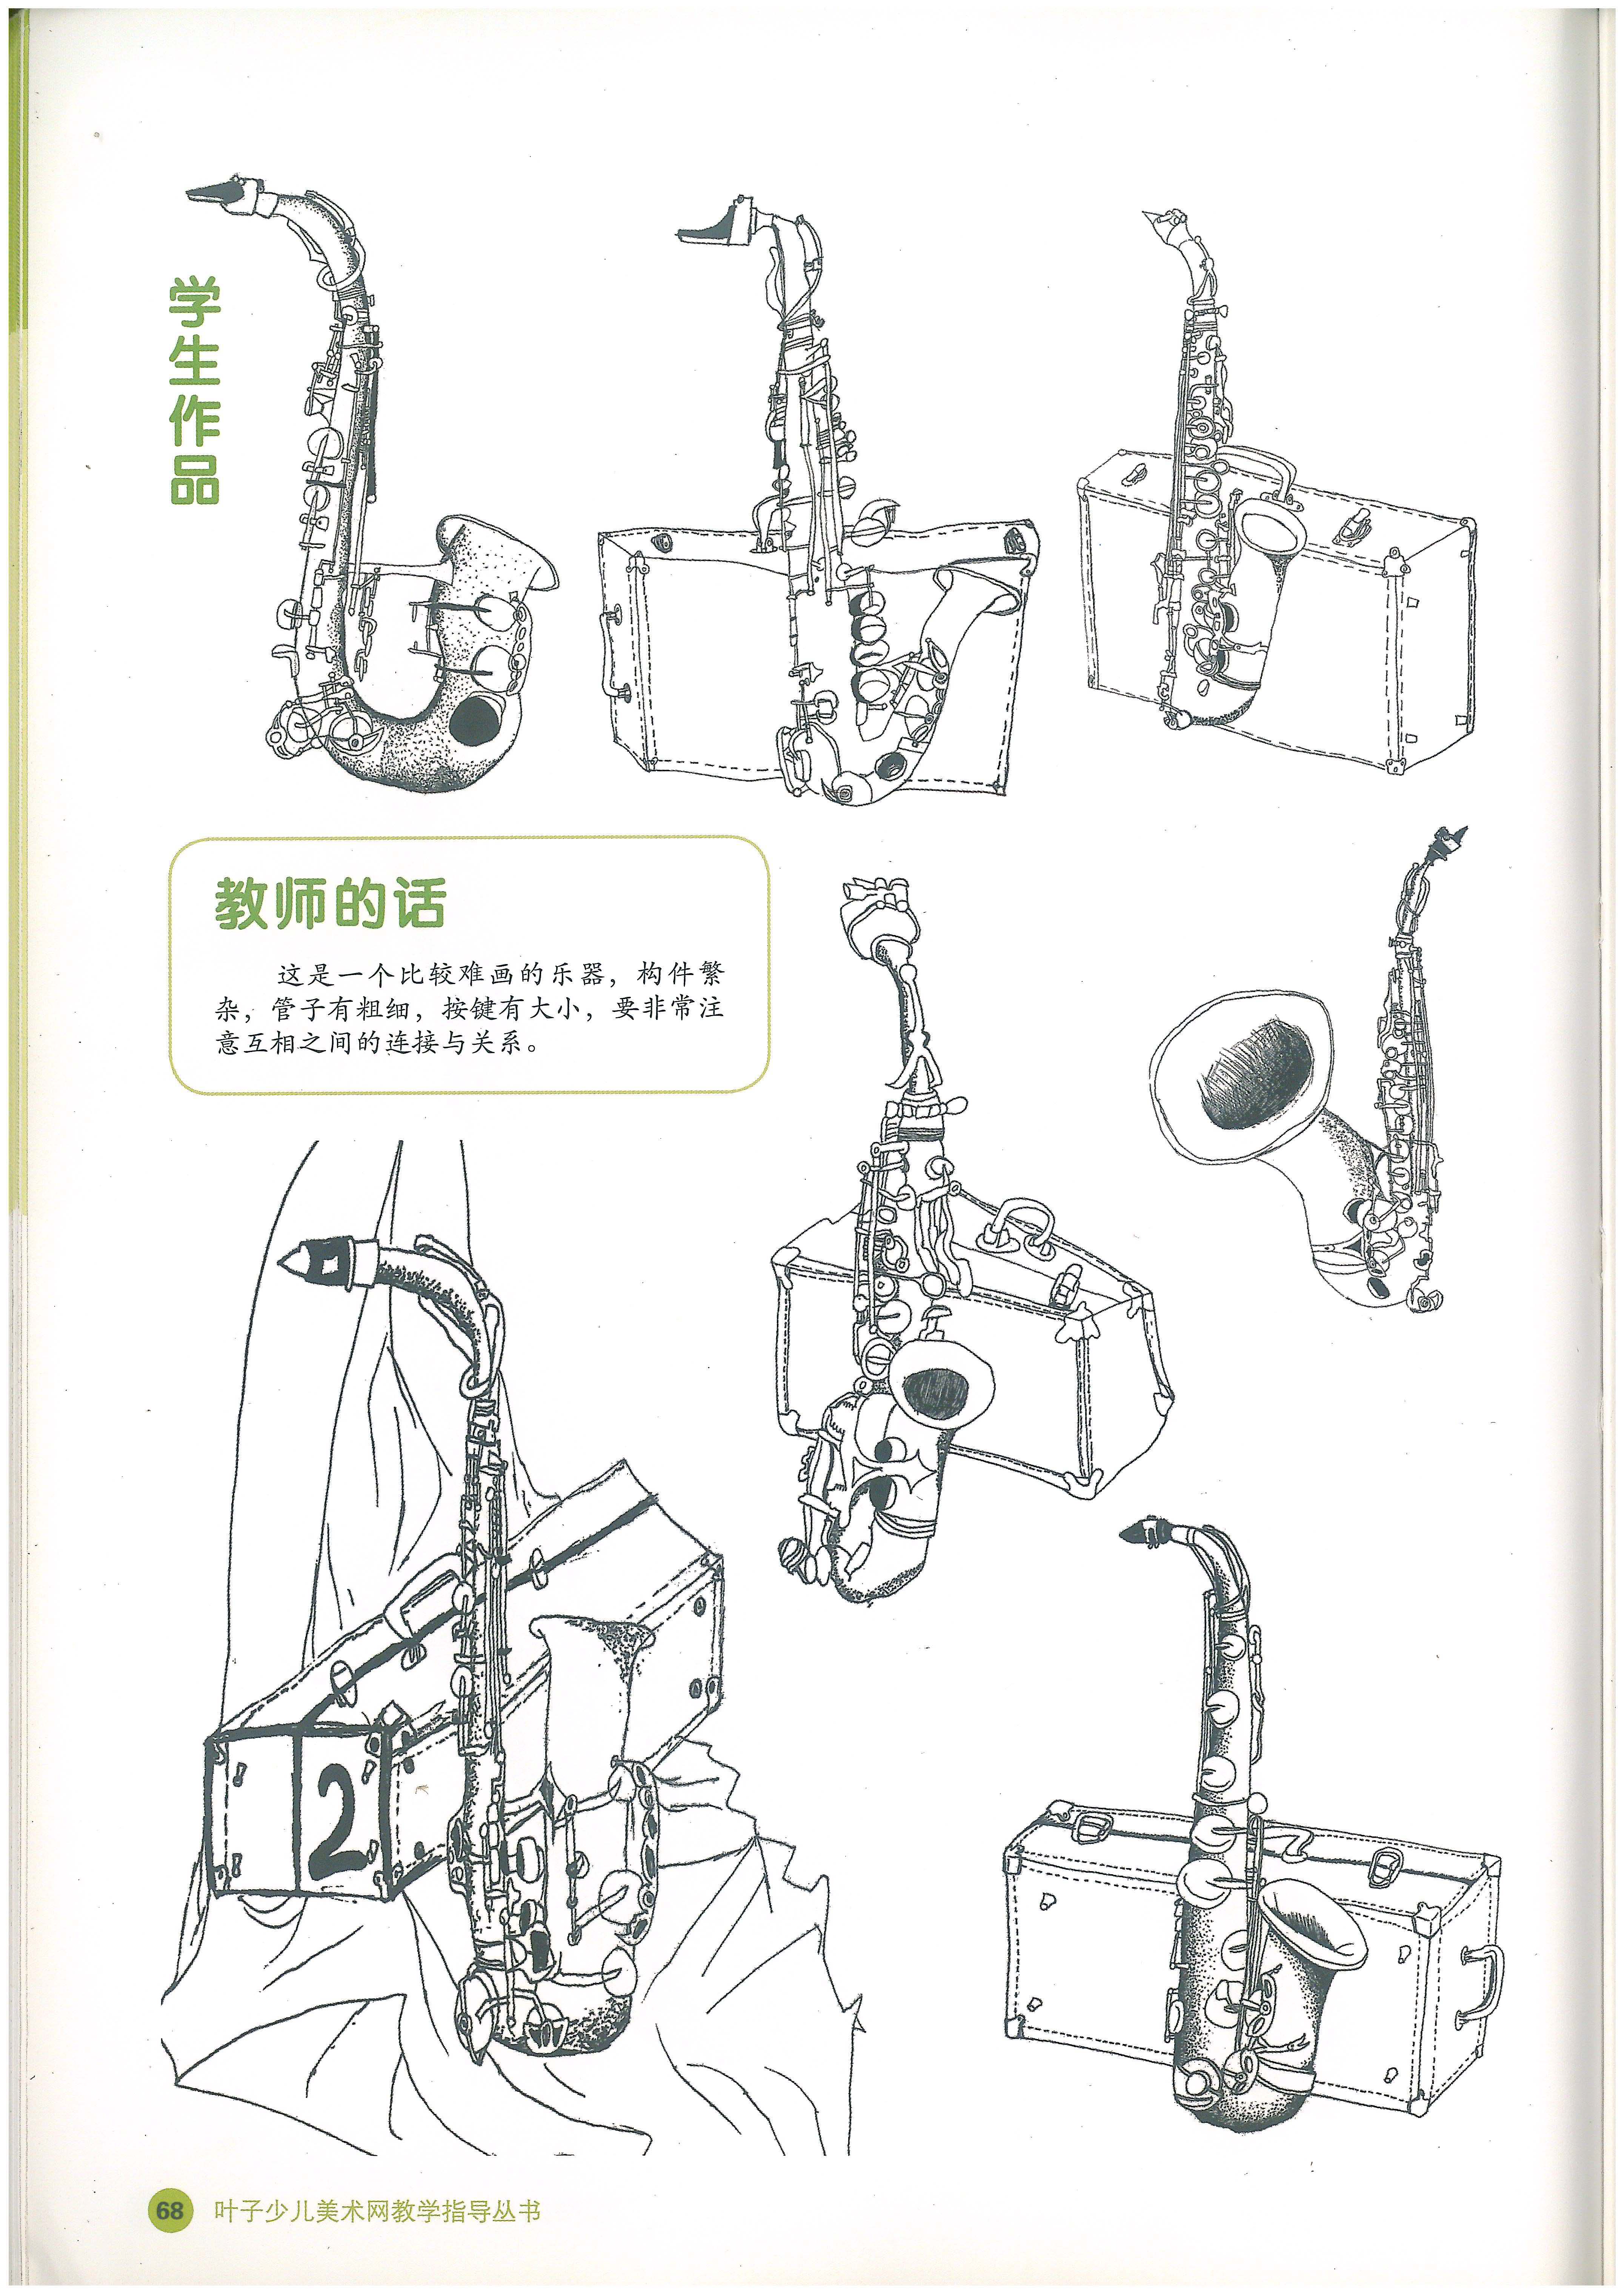 学生作品
教师的话
这是一个比较难画的乐器，构件繁
杂，管子有粗细，按键有大小，要非常注
意互相之间的连接与关系。
2
68 叶子少儿美术网教学指导丛书